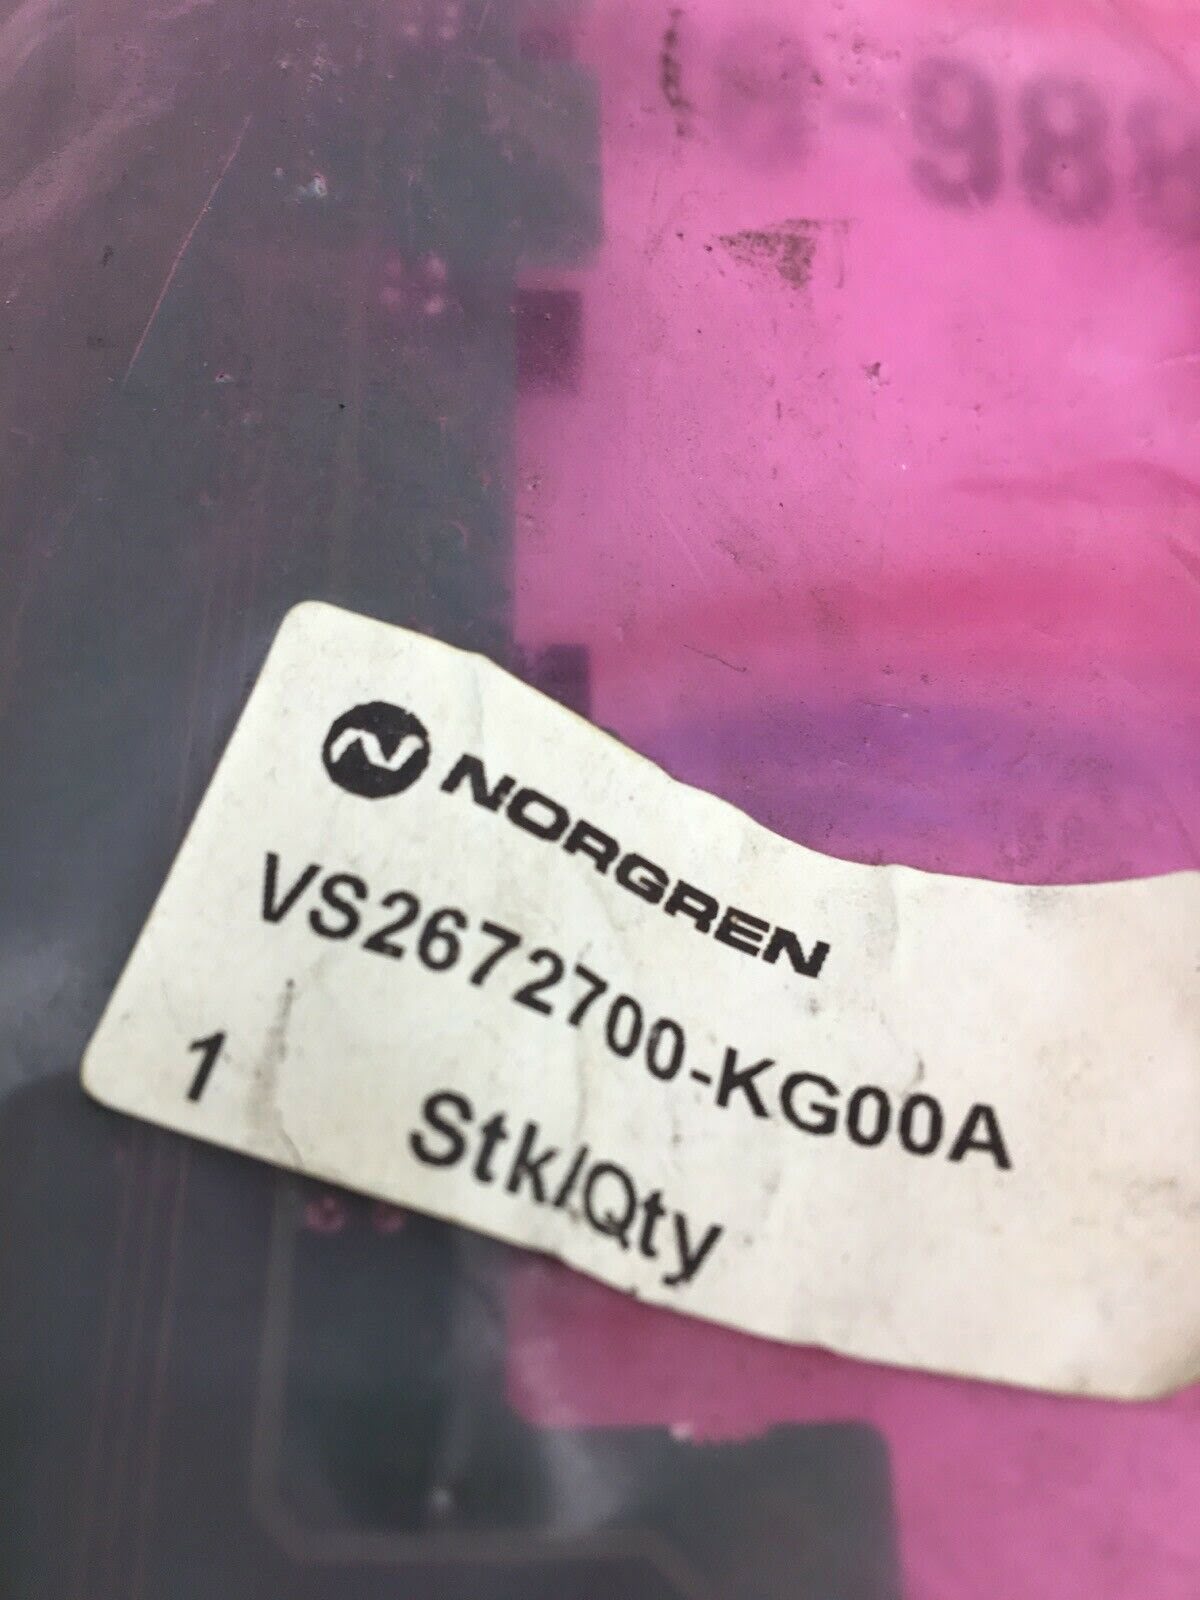 NORGREN
VS2672700-KG00A
1 Stk/Qty